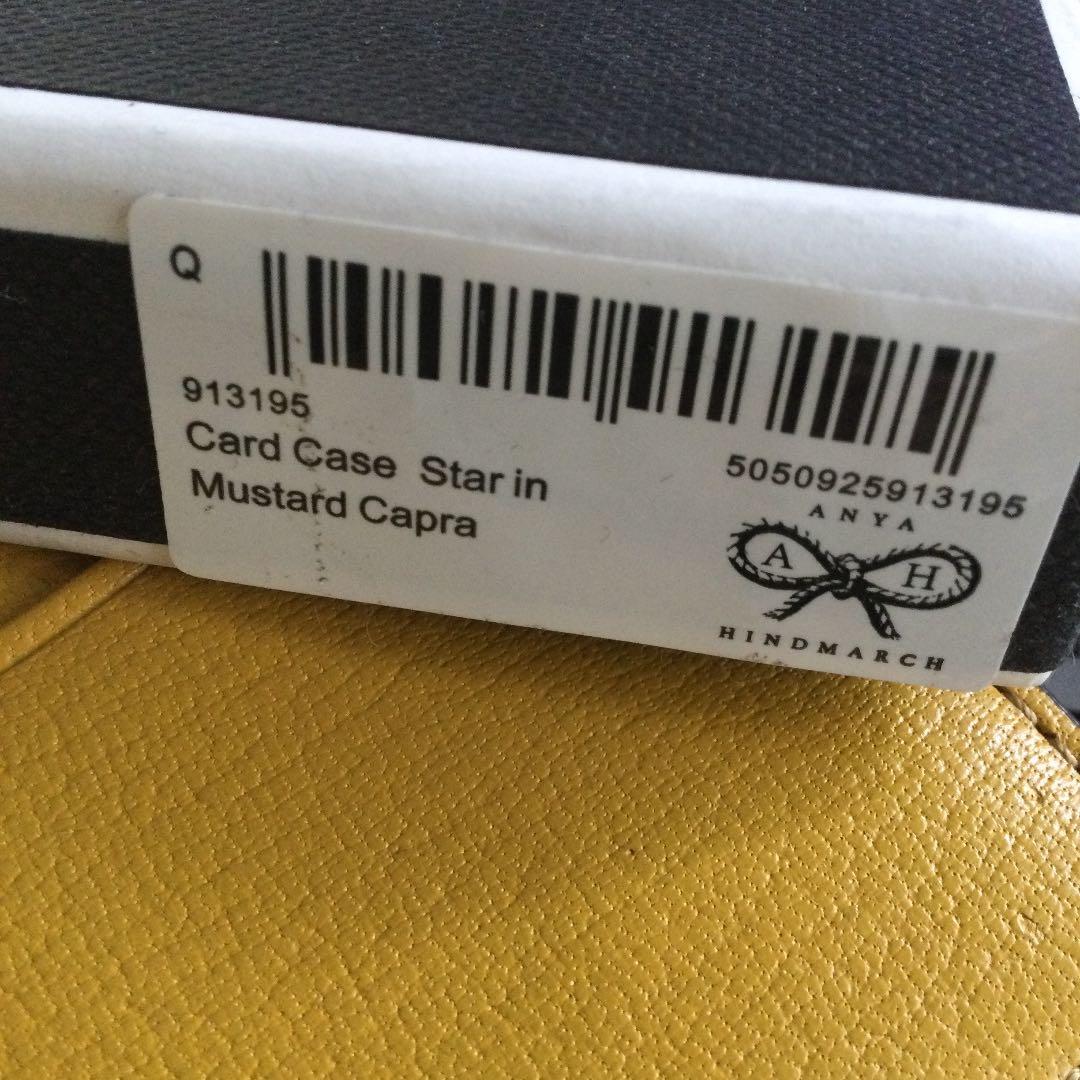 Q
913195
Card Case Star in
Mustard Capra
5050925913195
ANYA
A H
HINDMARCH